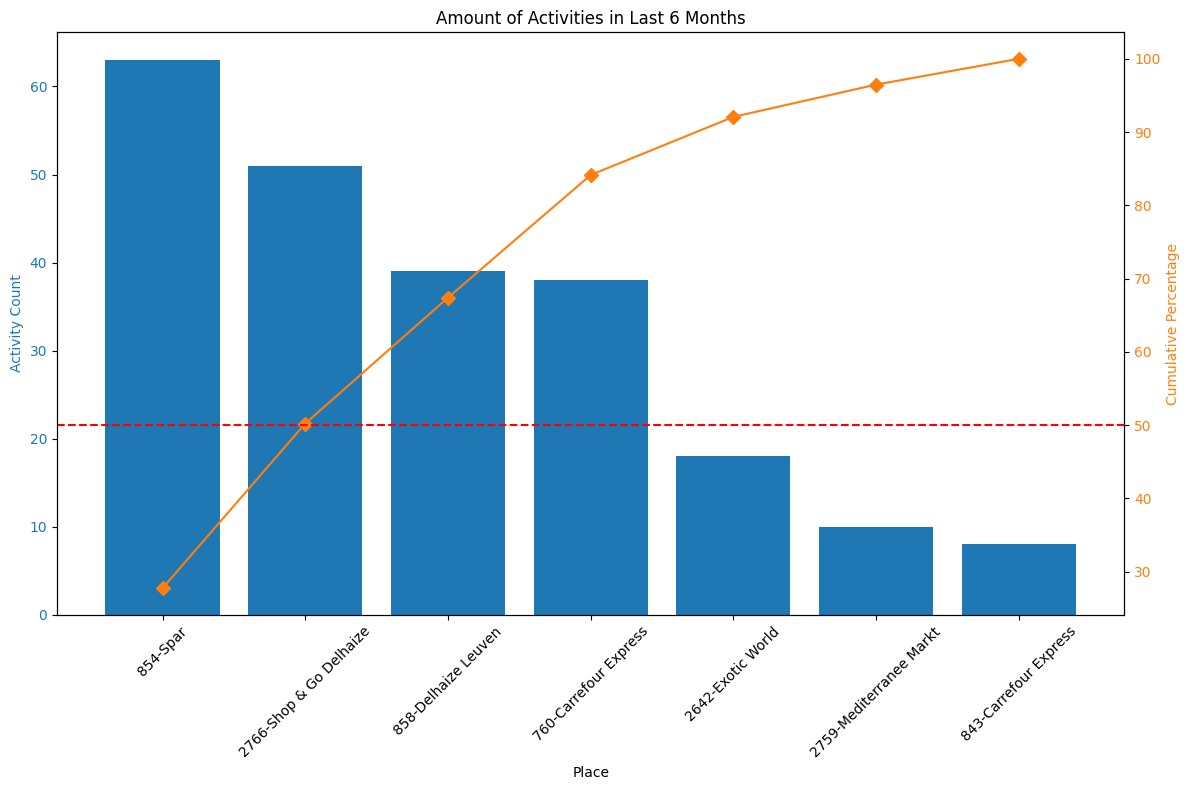 Amount of Activities in Last 6 Months
Activity Count
60
50
40
30
20
10
0
100
90
80
70
60
50
40
30
Cumulative Percentage
854-Spar
2766-Shop & Go Delhaize
858-Delhaize Leuven
760-Carrefour Express
2642-Exotic World
2759-Mediterranee Markt
843-Carrefour Express
Place